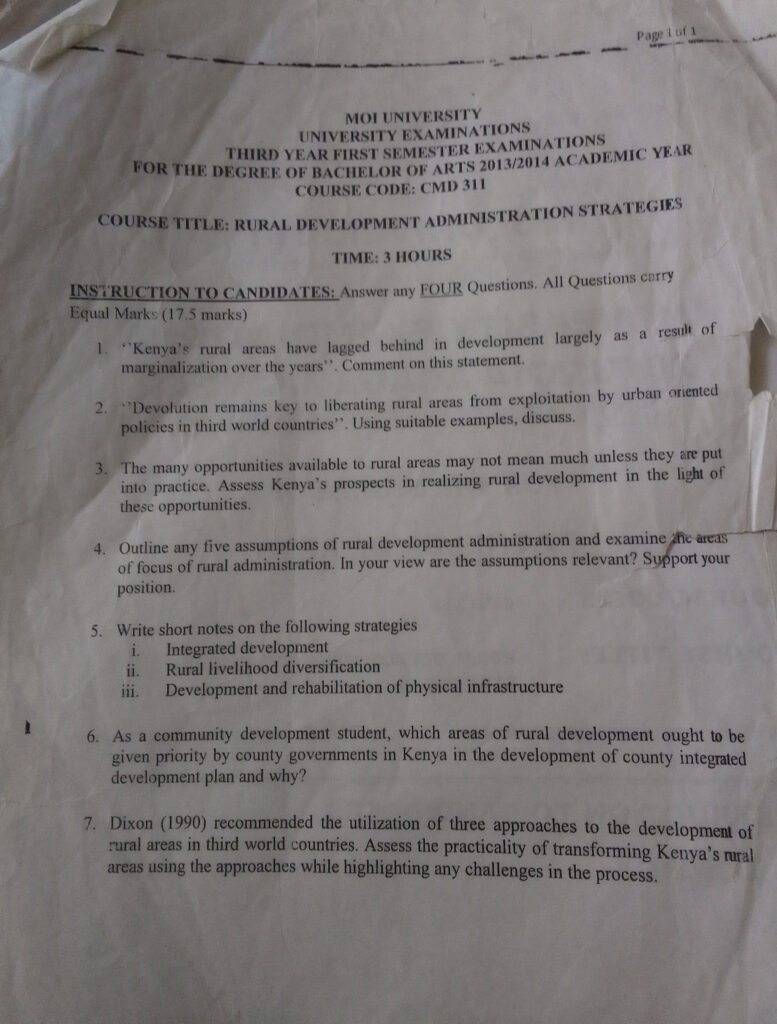 Page 1 of 1
MOI UNIVERSITY
UNIVERSITY EXAMINATIONS
THIRD YEAR FIRST SEMESTER EXAMINATIONS
FOR THE DEGREE OF BACHELOR OF ARTS 2013/2014 ACADEMIC YEAR
COURSE CODE: CMD 311
COURSE TITLE: RURAL DEVELOPMENT ADMINISTRATION STRATEGIES
TIME: 3 HOURS
INSTRUCTION TO CANDIDATES: Answer any FOUR Questions. All Questions carry
Equal Marks (17.5 marks)
1. ‘’Kenya’s rural areas have lagged behind in development largely as a result of
marginalization over the years’’. Comment on this statement.
2. ‘’Devolution remains key to liberating rural areas from exploitation by urban oriented
policies in third world countries’’. Using suitable examples, discuss.
3. The many opportunities available to rural areas may not mean much unless they are put
into practice. Assess Kenya’s prospects in realizing rural development in the light of
these opportunities.
4. Outline any five assumptions of rural development administration and examine the areas
of focus of rural administration. In your view are the assumptions relevant? Support your
position.
5. Write short notes on the following strategies
i. Integrated development
ii. Rural livelihood diversification
iii. Development and rehabilitation of physical infrastructure
6. As a community development student, which areas of rural development ought to be
given priority by county governments in Kenya in the development of county integrated
development plan and why?
7. Dixon (1990) recommended the utilization of three approaches to the development of
rural areas in third world countries. Assess the practicality of transforming Kenya’s rural
areas using the approaches while highlighting any challenges in the process.